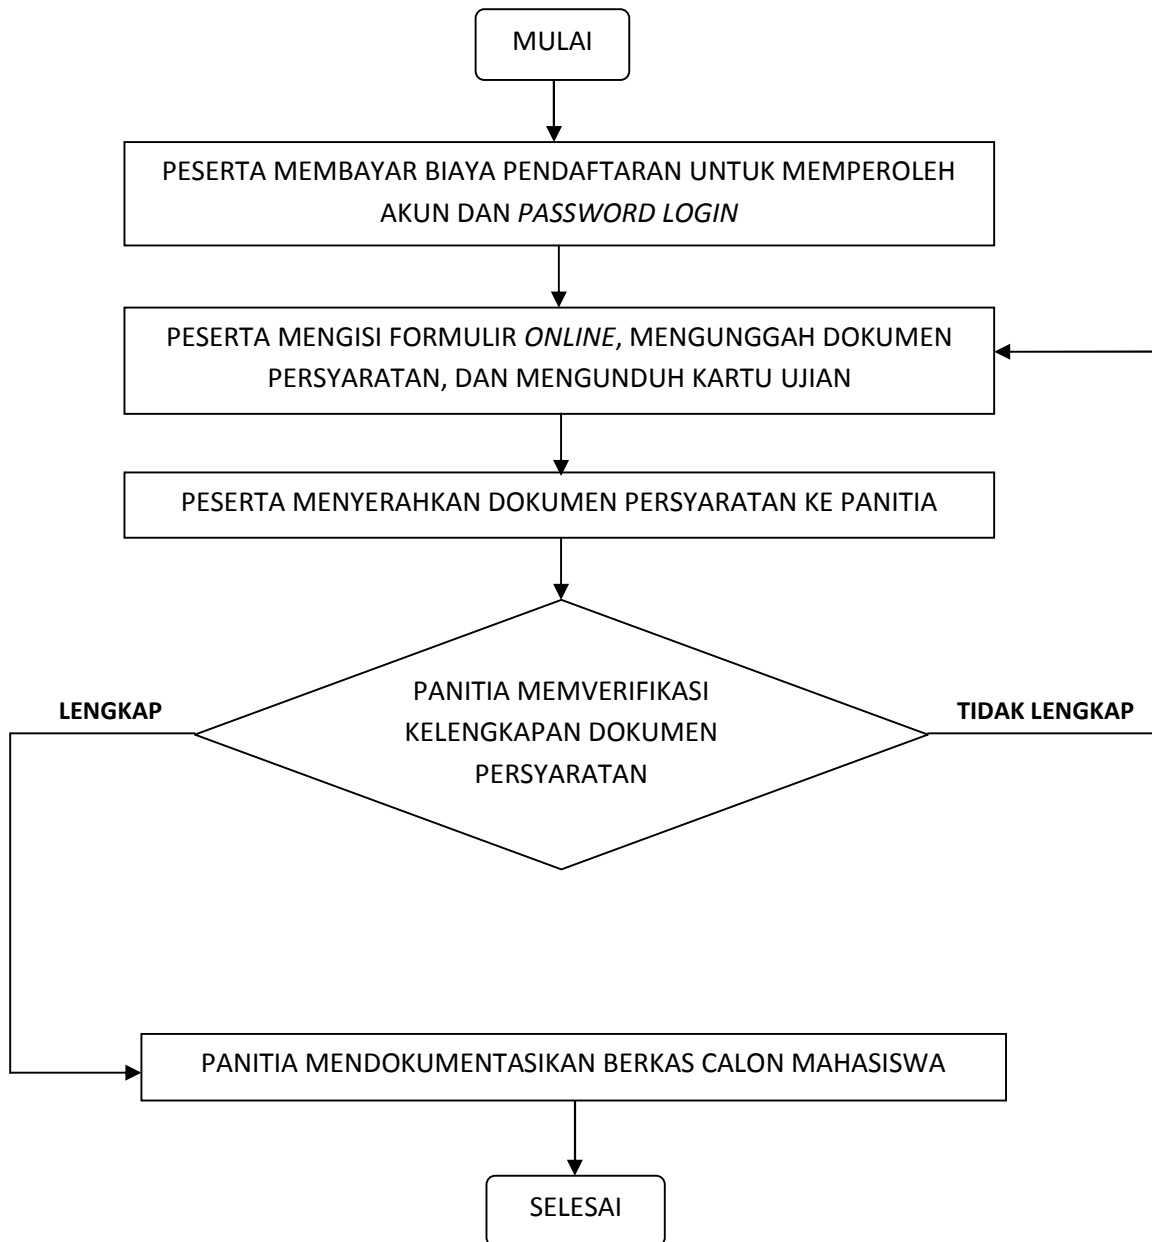 MULAI
PESERTA MEMBAYAR BIAYA PENDAFTARAN UNTUK MEMPEROLEH
AKUN DAN PASSWORD LOGIN
PESERTA MENGISI FORMULIR ONLINE, MENGUNGGAH DOKUMEN
PERSYARATAN, DAN MENGUNDUH KARTU UJIAN
PESERTA MENYERAHKAN DOKUMEN PERSYARATAN KE PANITIA
PANITIA MEMVERIFIKASI
KELENGKAPAN DOKUMEN
PERSYARATAN
LENGKAP
TIDAK LENGKAP
PANITIA MENDOKUMENTASIKAN BERKAS CALON MAHASISWA
SELESAI